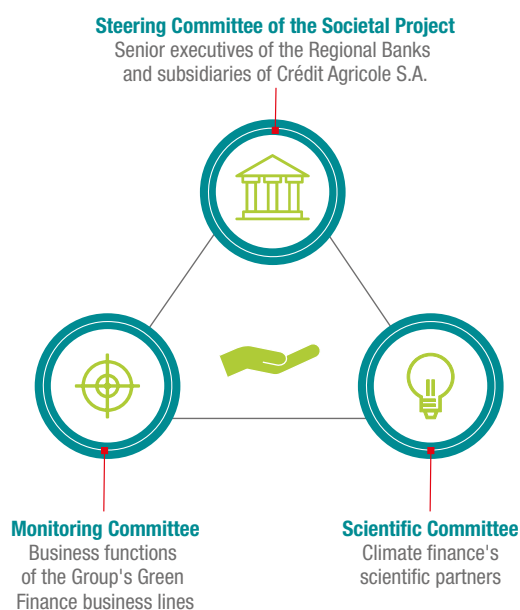 Steering Committee of the Societal Project
Senior executives of the Regional Banks
and subsidiaries of Crédit Agricole S.A.
Monitoring Committee
Business functions
of the Group's Green
Finance business lines
Scientific Committee
Climate finance's
scientific partners